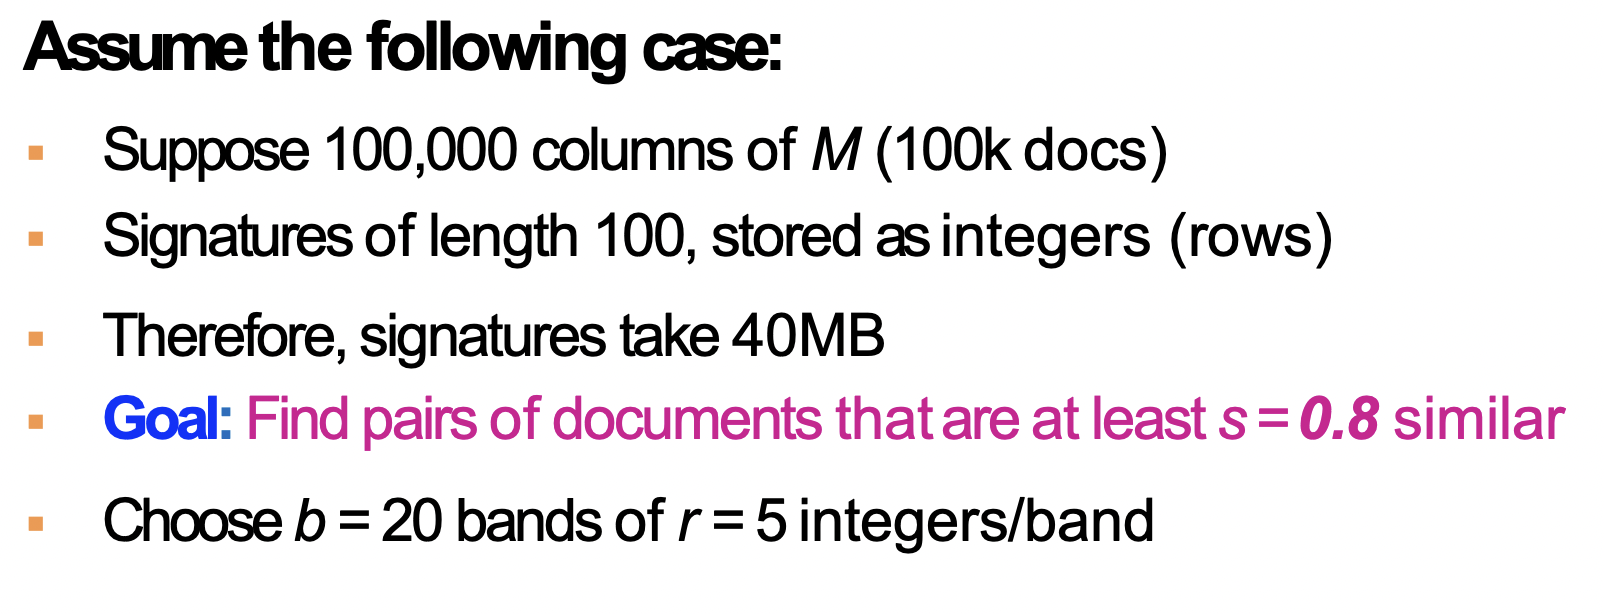 Assume the following case:
▪ Suppose 100,000 columns of M (100k docs)
▪ Signatures of length 100, stored as integers (rows)
▪ Therefore, signatures take 40MB
▪ Goal: Find pairs of documents that are at least s = 0.8 similar
▪ Choose b = 20 bands of r = 5 integers/band